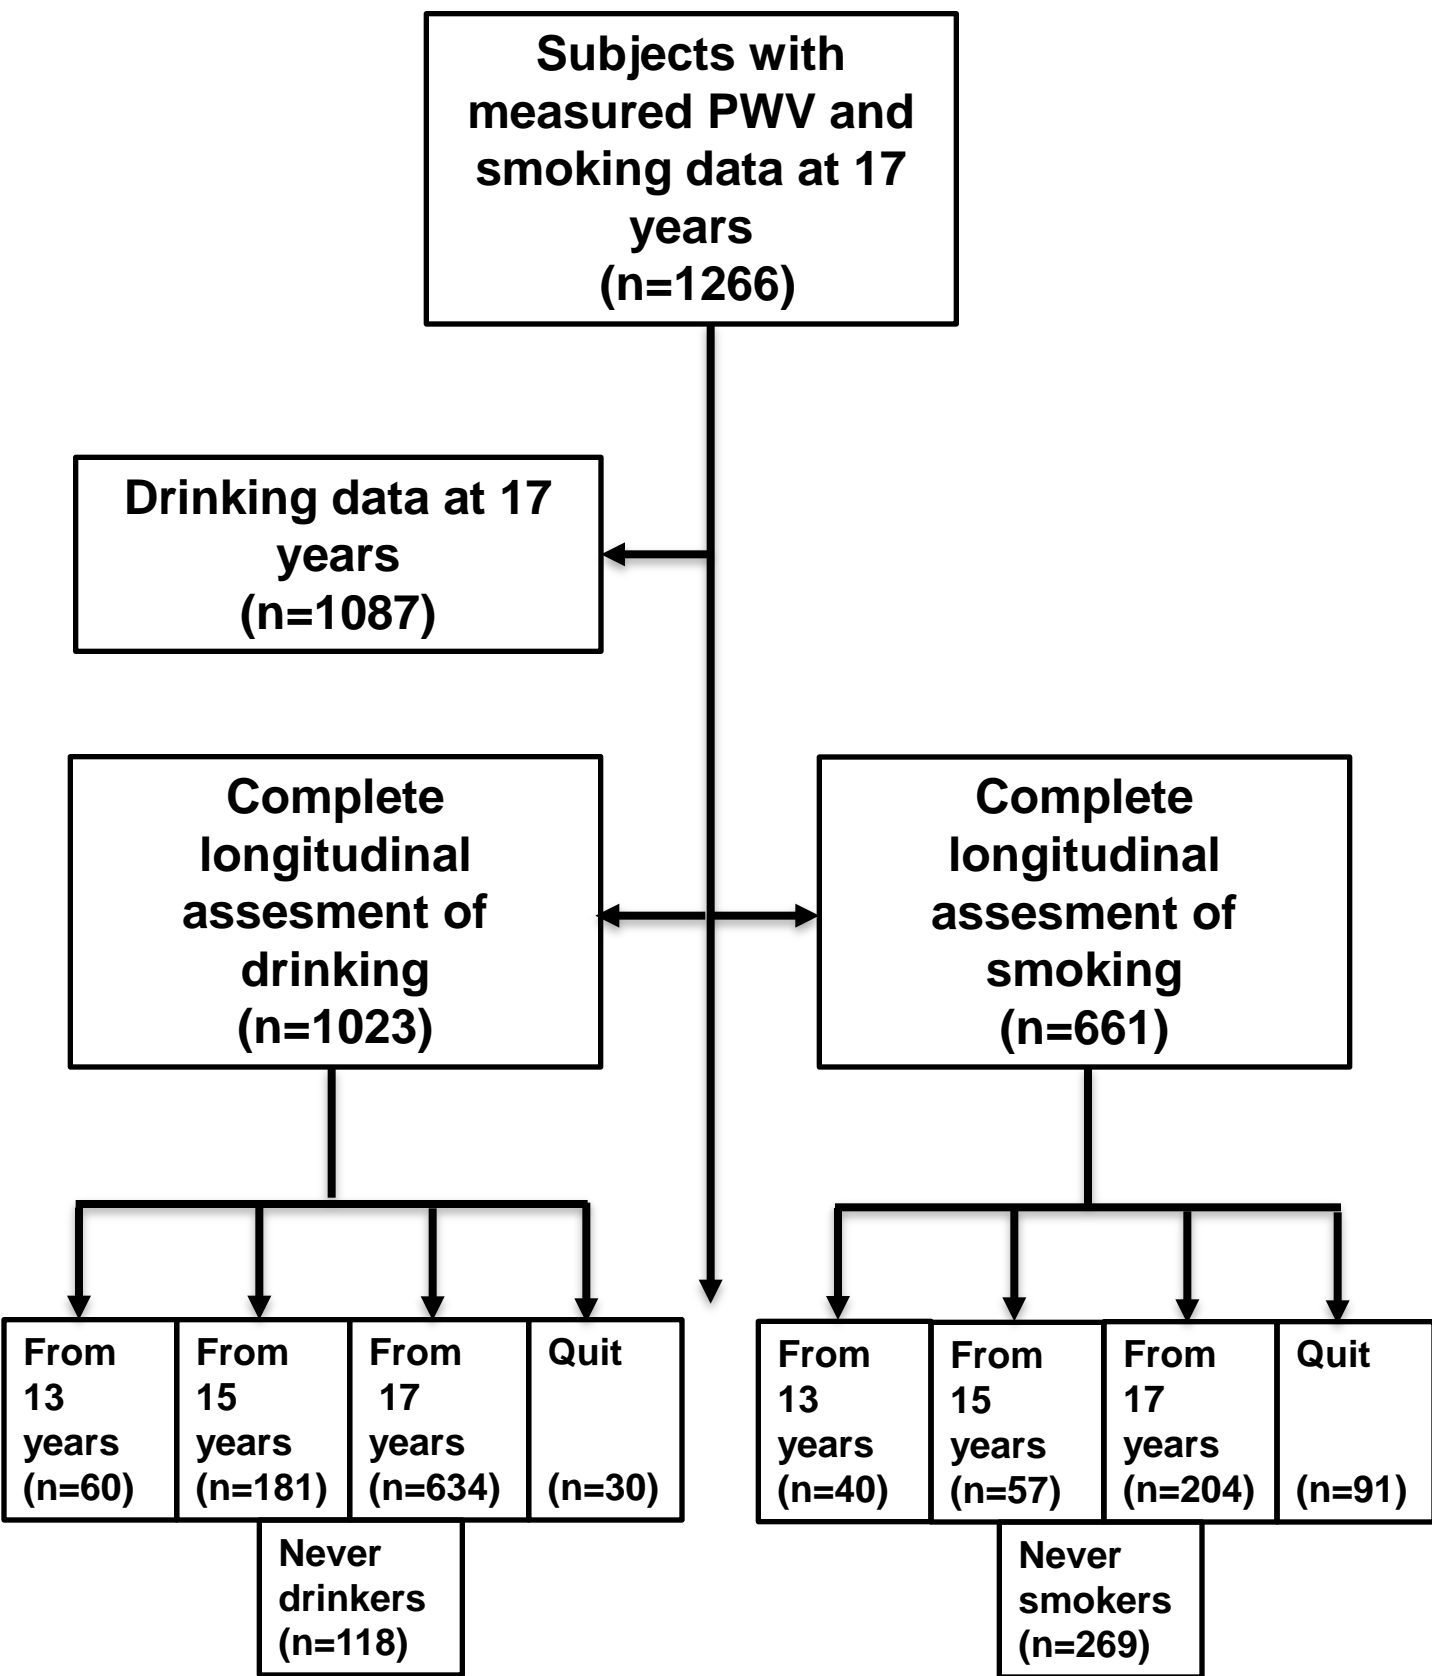 Subjects with
measured PWV and
smoking data at 17
years
(n=1266)
Drinking data at 17
years
(n=1087)
Complete
longitudinal
assesment of
drinking
(n=1023)
Complete
longitudinal
assesment of
smoking
(n=661)
From
13
years
(n=60)
From
15
years
(n=181)
From
17
years
(n=634)
Quit
(n=30)
Never
drinkers
(n=118)
From
13
years
(n=40)
From
15
years
(n=57)
From
17
years
(n=204)
Quit
(n=91)
Never
smokers
(n=269)